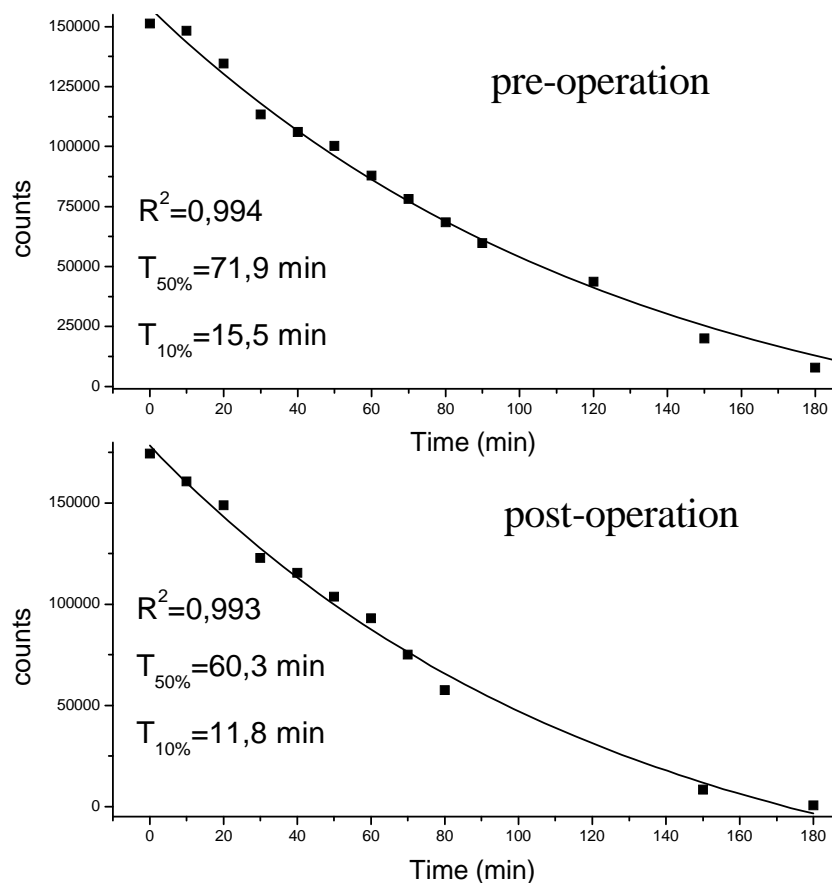 150000
125000
100000
75000
50000
25000
0
counts
pre-operation
R²=0,994
T₅₀%=71,9 min
T₁₀%=15,5 min
0 20 40 60 80 100 120 140 160 180
Time (min)
150000
100000
50000
0
counts
post-operation
R²=0,993
T₅₀%=60,3 min
T₁₀%=11,8 min
0 20 40 60 80 100 120 140 160 180
Time (min)